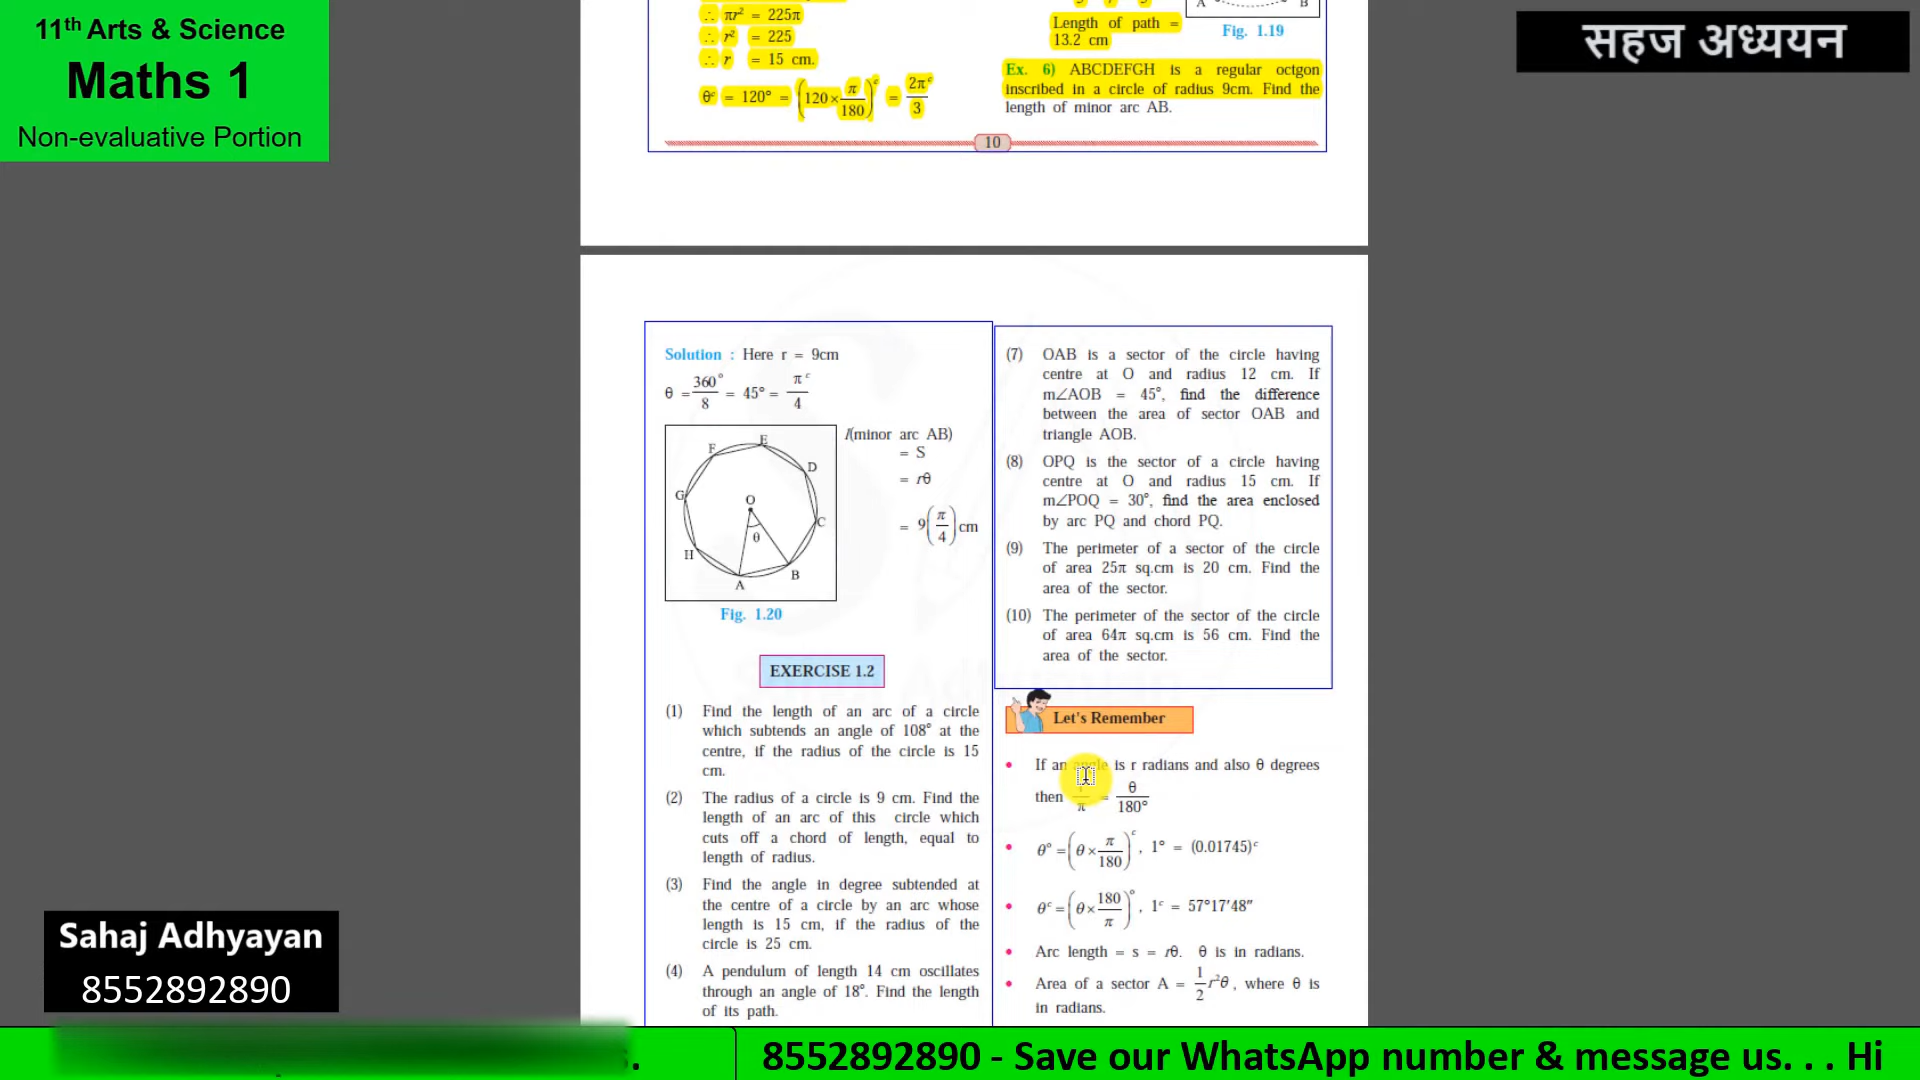 11th Arts & Science
Maths 1
Non-evaluative Portion
सहज अध्ययन
∴ πr² = 225π
∴ r² = 225
∴ r = 15 cm.
θᶜ = 120° = (120×π/180)ᶜ = 2πᶜ/3
A B
Length of path =
13.2 cm
Fig. 1.19
Ex. 6) ABCDEFGH is a regular octgon
inscribed in a circle of radius 9cm. Find the
length of minor arc AB.
10
Solution : Here r = 9cm
θ = 360°/8 = 45° = πᶜ/4
l(minor arc AB)
= S
= rθ
= 9(π/4)cm
F E
D
G O
C
θ
H
B
A
Fig. 1.20
EXERCISE 1.2
(1) Find the length of an arc of a circle
which subtends an angle of 108° at the
centre, if the radius of the circle is 15
cm.
(2) The radius of a circle is 9 cm. Find the
length of an arc of this circle which
cuts off a chord of length, equal to
length of radius.
(3) Find the angle in degree subtended at
the centre of a circle by an arc whose
length is 15 cm, if the radius of the
circle is 25 cm.
(4) A pendulum of length 14 cm oscillates
through an angle of 18°. Find the length
of its path.
(7) OAB is a sector of the circle having
centre at O and radius 12 cm. If
m∠AOB = 45°, find the difference
between the area of sector OAB and
triangle AOB.
(8) OPQ is the sector of a circle having
centre at O and radius 15 cm. If
m∠POQ = 30°, find the area enclosed
by arc PQ and chord PQ.
(9) The perimeter of a sector of the circle
of area 25π sq.cm is 20 cm. Find the
area of the sector.
(10) The perimeter of the sector of the circle
of area 64π sq.cm is 56 cm. Find the
area of the sector.
Let's Remember
• If an angle is r radians and also θ degrees
then π = θ/180°
• θ° = (θ×π/180)ᶜ, 1° = (0.01745)ᶜ
• θᶜ = (θ×180/π)°, 1ᶜ = 57°17′48″
• Arc length = s = rθ. θ is in radians.
• Area of a sector A = 1/2 r²θ, where θ is
in radians.
Sahaj Adhyayan
8552892890
8552892890 - Save our WhatsApp number & message us. . . Hi